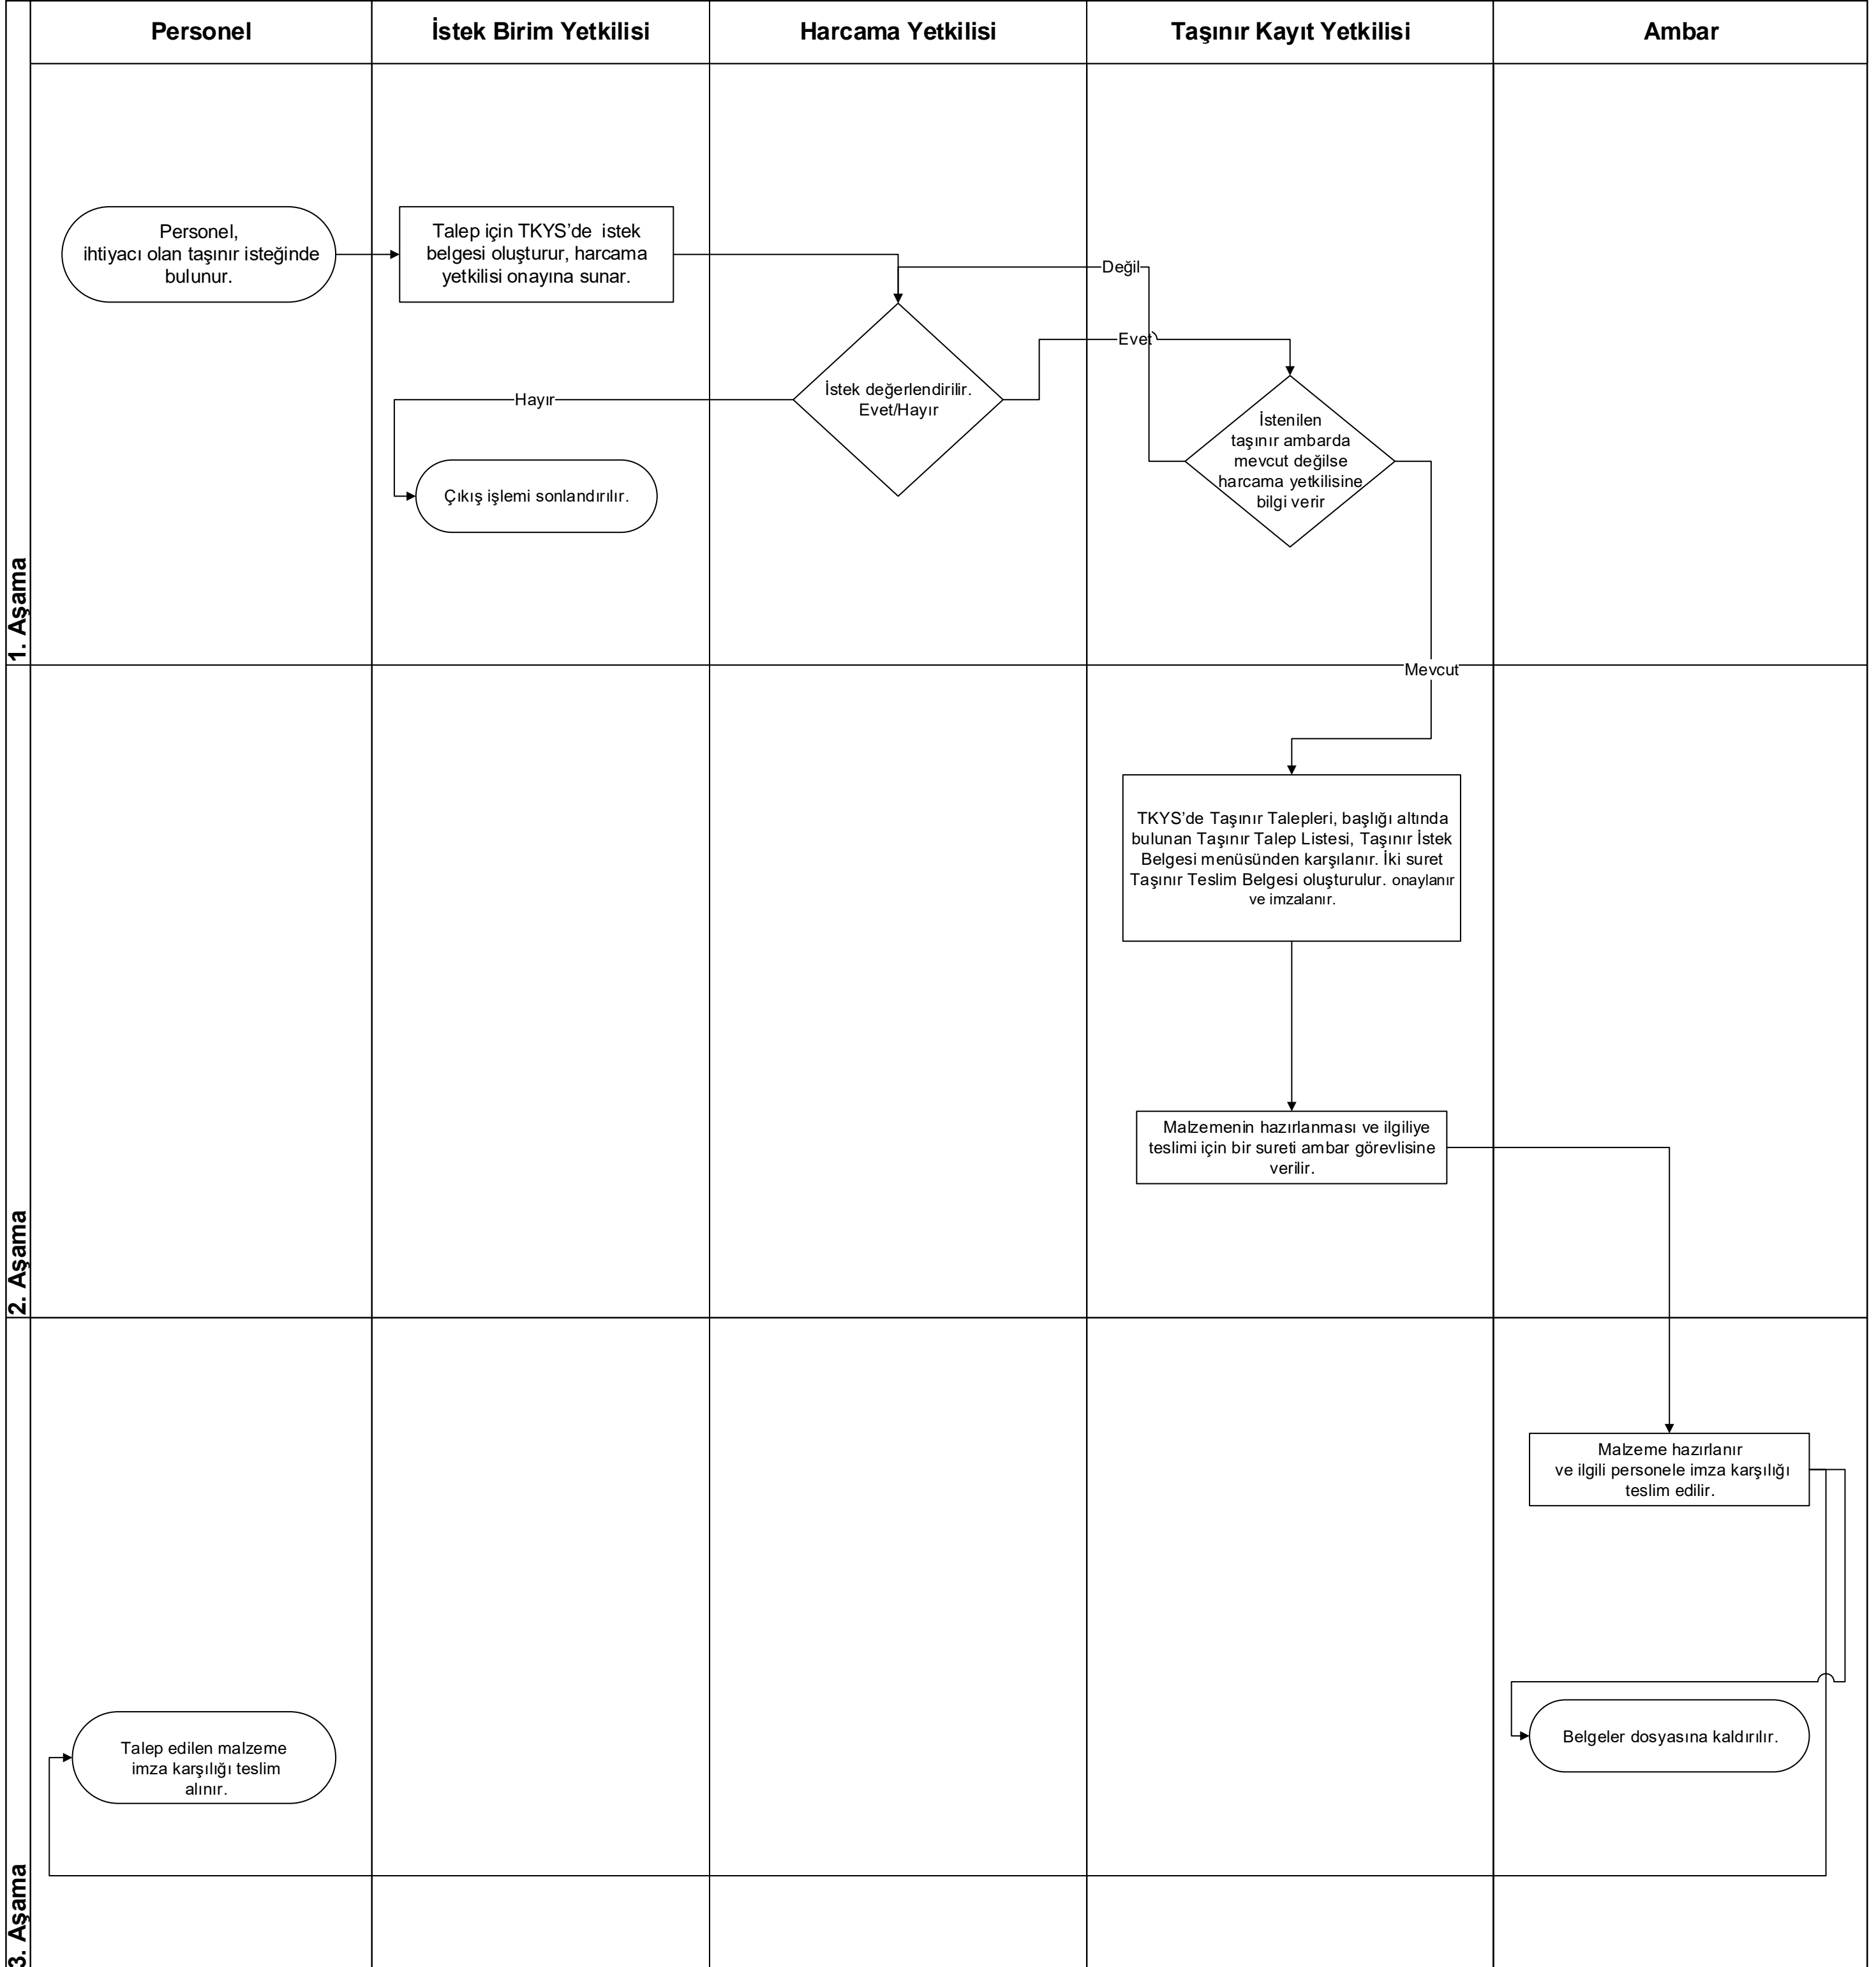 Personel
İstek Birim Yetkilisi
Harcama Yetkilisi
Taşınır Kayıt Yetkilisi
Ambar
1. Aşama
Personel,
ihtiyacı olan taşınır isteğinde
bulunur.
Talep için TKYS’de istek
belgesi oluşturur, harcama
yetkilisi onayına sunar.
Değil
Evet
Hayır
İstek değerlendirilir.
Evet/Hayır
İstenilen
taşınır ambarda
mevcut değilse
harcama yetkilisine
bilgi verir
Çıkış işlemi sonlandırılır.
Mevcut
2. Aşama
TKYS’de Taşınır Talepleri, başlığı altında
bulunan Taşınır Talep Listesi, Taşınır İstek
Belgesi menüsünden karşılanır. İki suret
Taşınır Teslim Belgesi oluşturulur. onaylanır
ve imzalanır.
Malzemenin hazırlanması ve ilgiliye
teslimi için bir sureti ambar görevlisine
verilir.
3. Aşama
Malzeme hazırlanır
ve ilgili personele imza karşılığı
teslim edilir.
Belgeler dosyasına kaldırılır.
Talep edilen malzeme
imza karşılığı teslim
alınır.